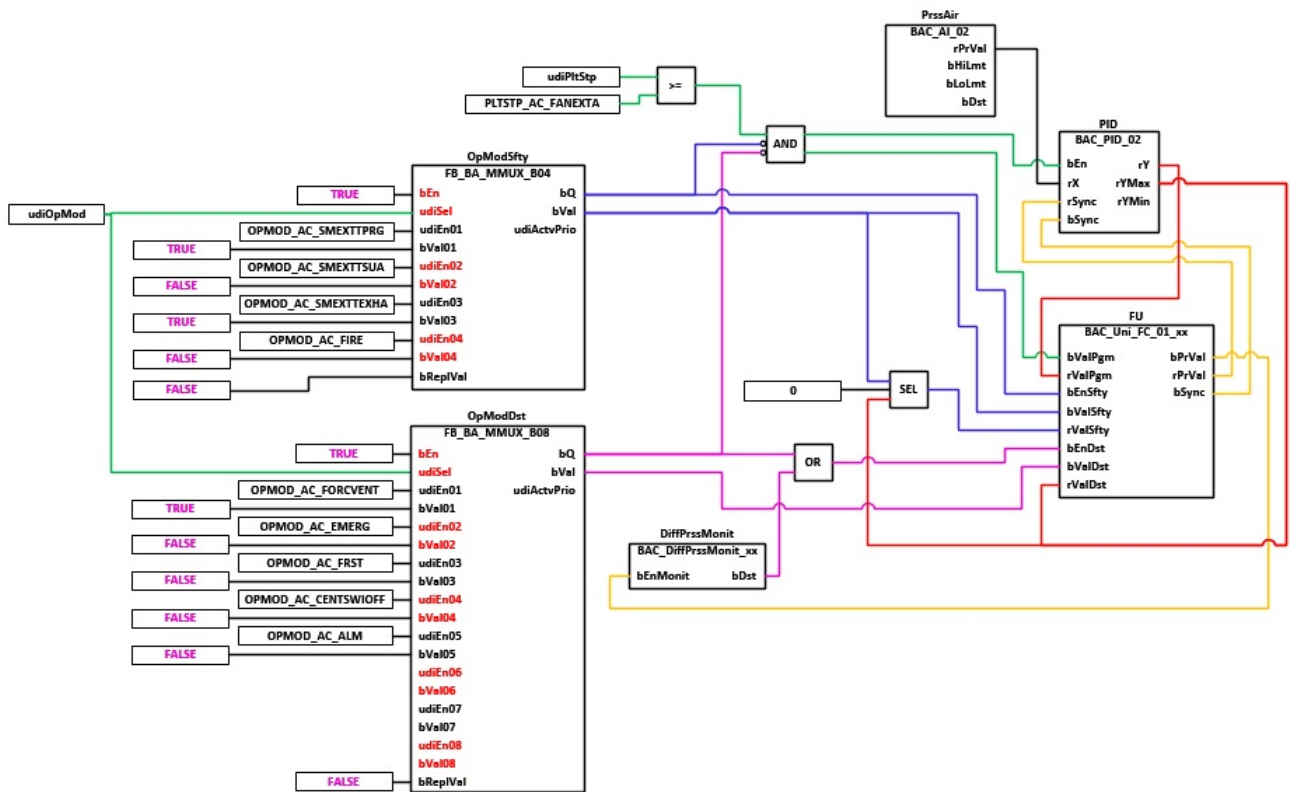 PrssAir
BAC_AI_02
rPrVal
bHiLmt
bLoLmt
bDst
udiPltStp
PLTSTP_AC_FANEXTA
>=
AND
PID
BAC_PID_02
bEn rY
rX rYMax
rSync rYMin
bSync
OpModSfty
FB_BA_MMUX_B04
TRUE bEn bQ
udiOpMod udiSel bVal
OPMOD_AC_SMEXTTPRG udiEn01 udiActvPrio
TRUE bVal01
OPMOD_AC_SMEXTTSUA udiEn02
FALSE bVal02
OPMOD_AC_SMEXTTEXHA udiEn03
TRUE bVal03
OPMOD_AC_FIRE udiEn04
FALSE bVal04
FALSE bReplVal
FU
BAC_Uni_FC_01_xx
bValPgm bPrVal
rValPgm rPrVal
bEnSfty bSync
bValSfty
rValSfty
bEnDst
bValDst
rValDst
0
SEL
OR
OpModDst
FB_BA_MMUX_B08
TRUE bEn bQ
udiSel bVal
OPMOD_AC_FORCVENT udiEn01 udiActvPrio
TRUE bVal01
OPMOD_AC_EMERG udiEn02
FALSE bVal02
OPMOD_AC_FRST udiEn03
FALSE bVal03
OPMOD_AC_CENTSWIOFF udiEn04
FALSE bVal04
OPMOD_AC_ALM udiEn05
FALSE bVal05
udiEn06
bVal06
udiEn07
bVal07
udiEn08
bVal08
FALSE bReplVal
DiffPrssMonit
BAC_DiffPrssMonit_xx
bEnMonit bDst